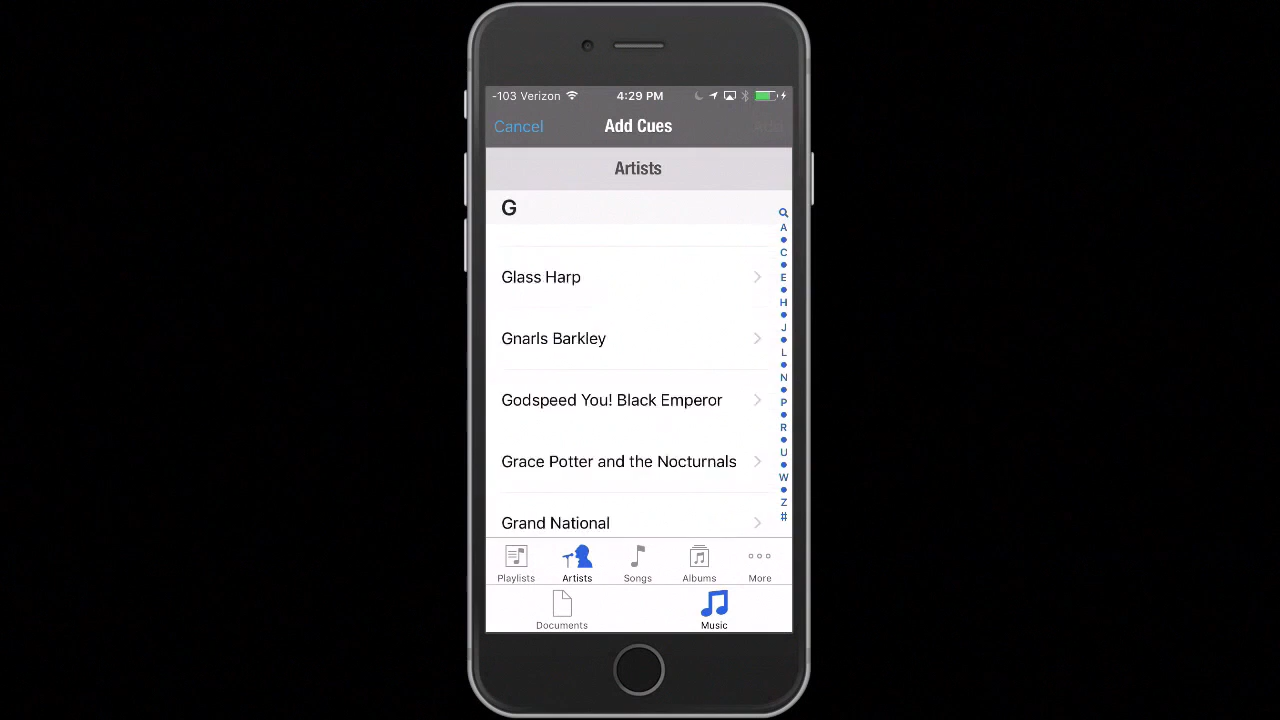 -103 Verizon 4:29 PM
Cancel Add Cues Add
Artists
G
Glass Harp
Gnarls Barkley
Godspeed You! Black Emperor
Grace Potter and the Nocturnals
Grand National
A
C
E
H
J
L
N
P
R
U
W
Z
#
Playlists Artists Songs Albums More
Documents Music